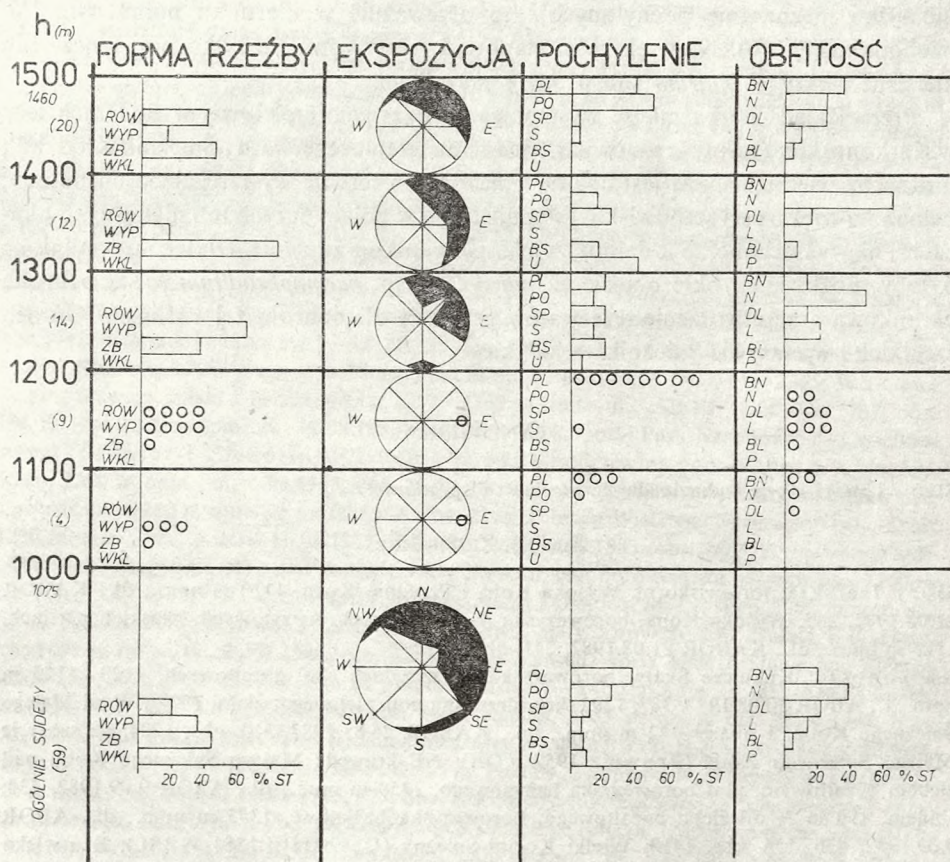 h (m)
FORMA RZEŹBY EKSPOZYCJA POCHYLENIE OBFITOŚĆ
1500
1460
(20)
RÓW
WYP
ZB
WKL
W E
PL
PO
SP
S
BS
U
BN
N
DL
L
BL
P
1400
(12)
RÓW
WYP
ZB
WKL
W E
PL
PO
SP
S
BS
U
BN
N
DL
L
BL
P
1300
(14)
RÓW
WYP
ZB
WKL
W E
PL
PO
SP
S
BS
U
BN
N
DL
L
BL
P
1200
(9)
RÓW
WYP
ZB
WKL
W E
PL
PO
SP
S
BS
U
BN
N
DL
L
BL
P
1100
(4)
RÓW
WYP
ZB
WKL
W E
PL
PO
SP
S
BS
U
BN
N
DL
L
BL
P
1000
1075
OGÓLNIE SUDETY
(59)
RÓW
WYP
ZB
WKL
20 60 % ST
N
NW NE
W E
SW SE
S
PL
PO
SP
S
BS
U
20 60 % ST
BN
N
DL
L
BL
P
20 60 % ST